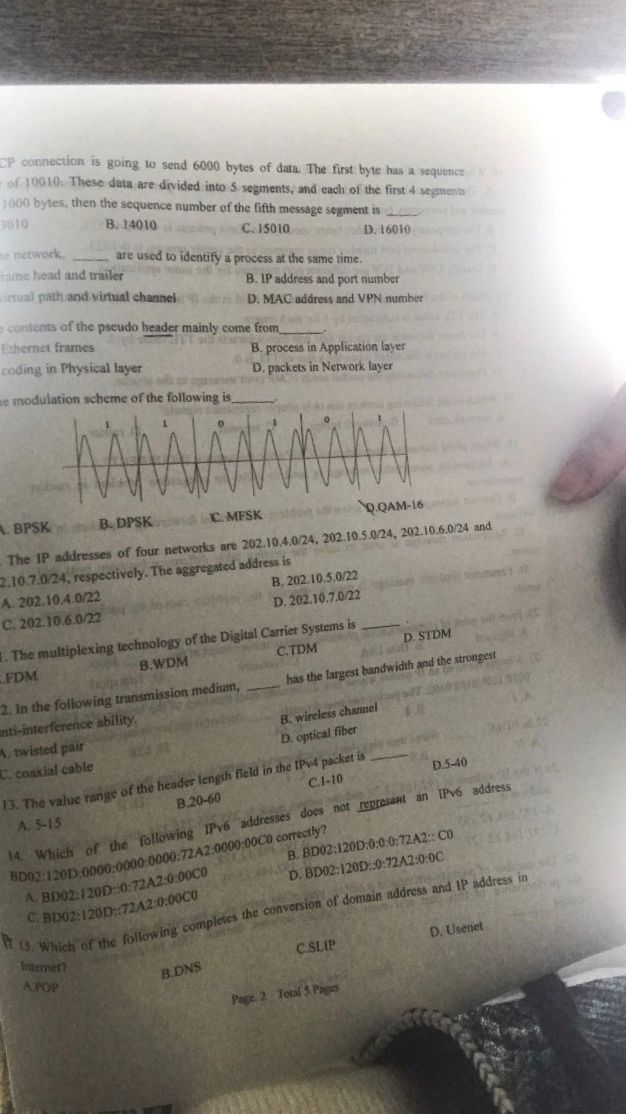 CP connection is going to send 6000 bytes of data. The first byte has a sequence
of 10010. These data are divided into 5 segments, and each of the first 4 segments
1000 bytes, then the sequence number of the fifth message segment is ______
3010 B. 14010 C. 15010 D. 16010
network, ______ are used to identify a process at the same time.
rame head and trailer B. IP address and port number
irtual path and virtual channel D. MAC address and VPN number
contents of the pseudo header mainly come from______.
Ethernet frames B. process in Application layer
coding in Physical layer D. packets in Network layer
e modulation scheme of the following is______.
1 1 0 1 0 1
A. BPSK B. DPSK C. MFSK D.QAM-16
The IP addresses of four networks are 202.10.4.0/24, 202.10.5.0/24, 202.10.6.0/24 and
2.10.7.0/24, respectively. The aggregated address is
A. 202.10.4.0/22 B. 202.10.5.0/22
C. 202.10.6.0/22 D. 202.10.7.0/22
. The multiplexing technology of the Digital Carrier Systems is ______.
.FDM B.WDM C.TDM D. STDM
2. In the following transmission medium, ______ has the largest bandwidth and the strongest
nti-interference ability.
A. twisted pair B. wireless channel
C. coaxial cable D. optical fiber
13. The value range of the header length field in the IPv4 packet is ______
A. 5-15 B.20-60 C.1-10 D.5-40
14. Which of the following IPv6 addresses does not represent an IPv6 address
BD02:120D:0000:0000:0000:72A2:0000:00C0 correctly?
A. BD02:120D::0:72A2:0:00C0 B. BD02:120D:0:0:0:72A2:: C0
C. BD02:120D::72A2:0:00C0 D. BD02:120D::0:72A2:0:0C
15. Which of the following completes the conversion of domain address and IP address in
Internet?
A.POP B.DNS C.SLIP D. Usenet
Page. 2 Total 5 Pages